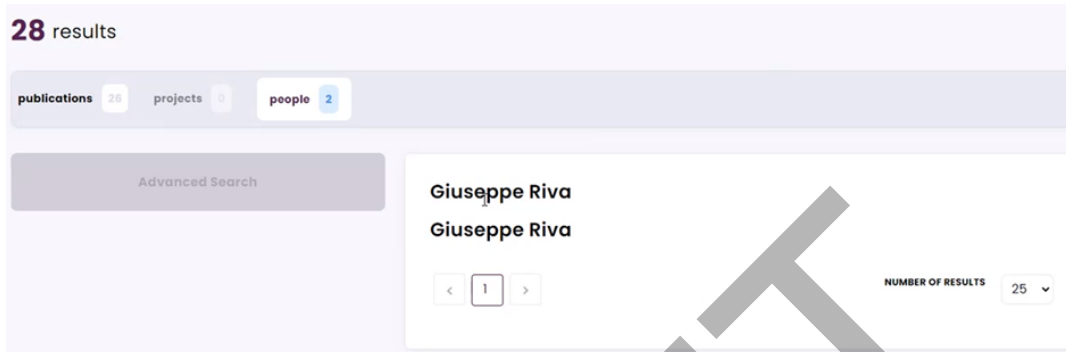 28 results
publications 26 projects 0 people 2
Advanced Search
Giuseppe Riva
Giuseppe Riva
< 1 >
NUMBER OF RESULTS 25